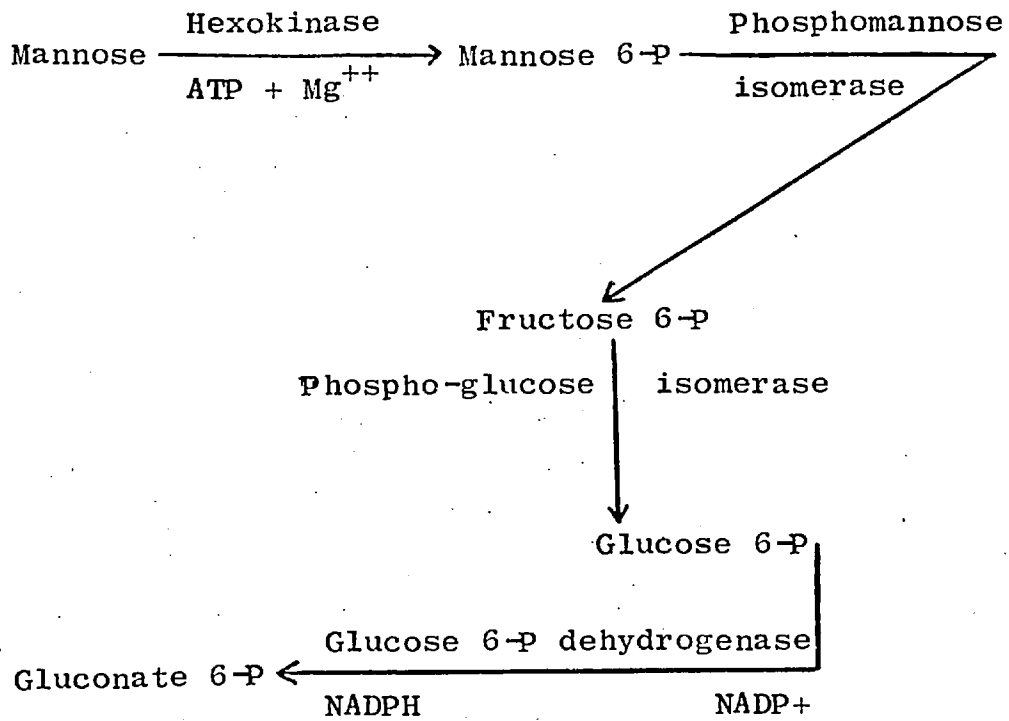 Hexokinase
Phosphomannose
Mannose
Mannose 6-P
ATP + Mg++
isomerase
Fructose 6-P
Phospho-glucose isomerase
Glucose 6-P
Glucose 6-P dehydrogenase
Gluconate 6-P
NADPH NADP+